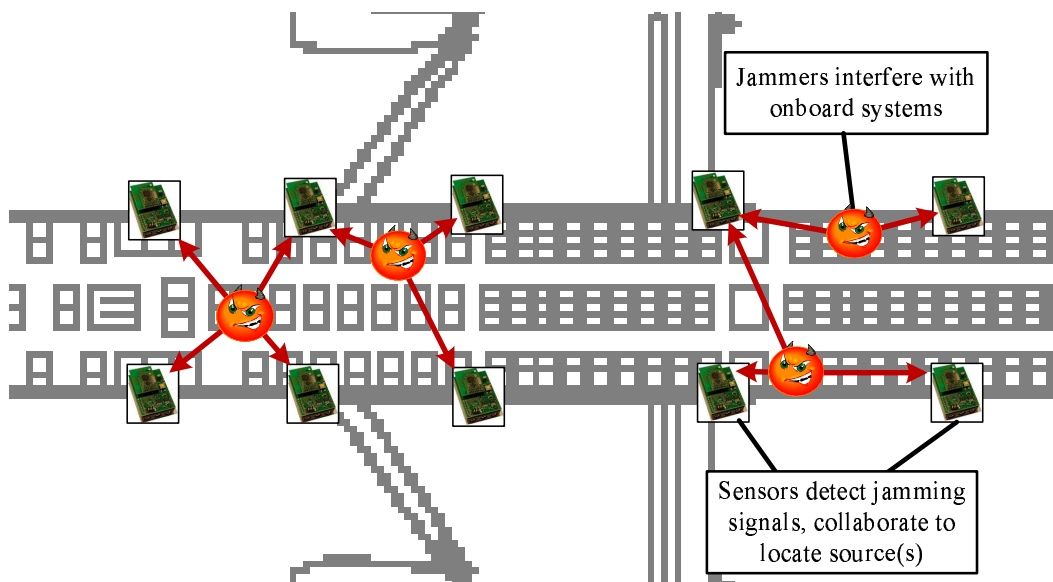 Jammers interfere with
onboard systems
Sensors detect jamming
signals, collaborate to
locate source(s)